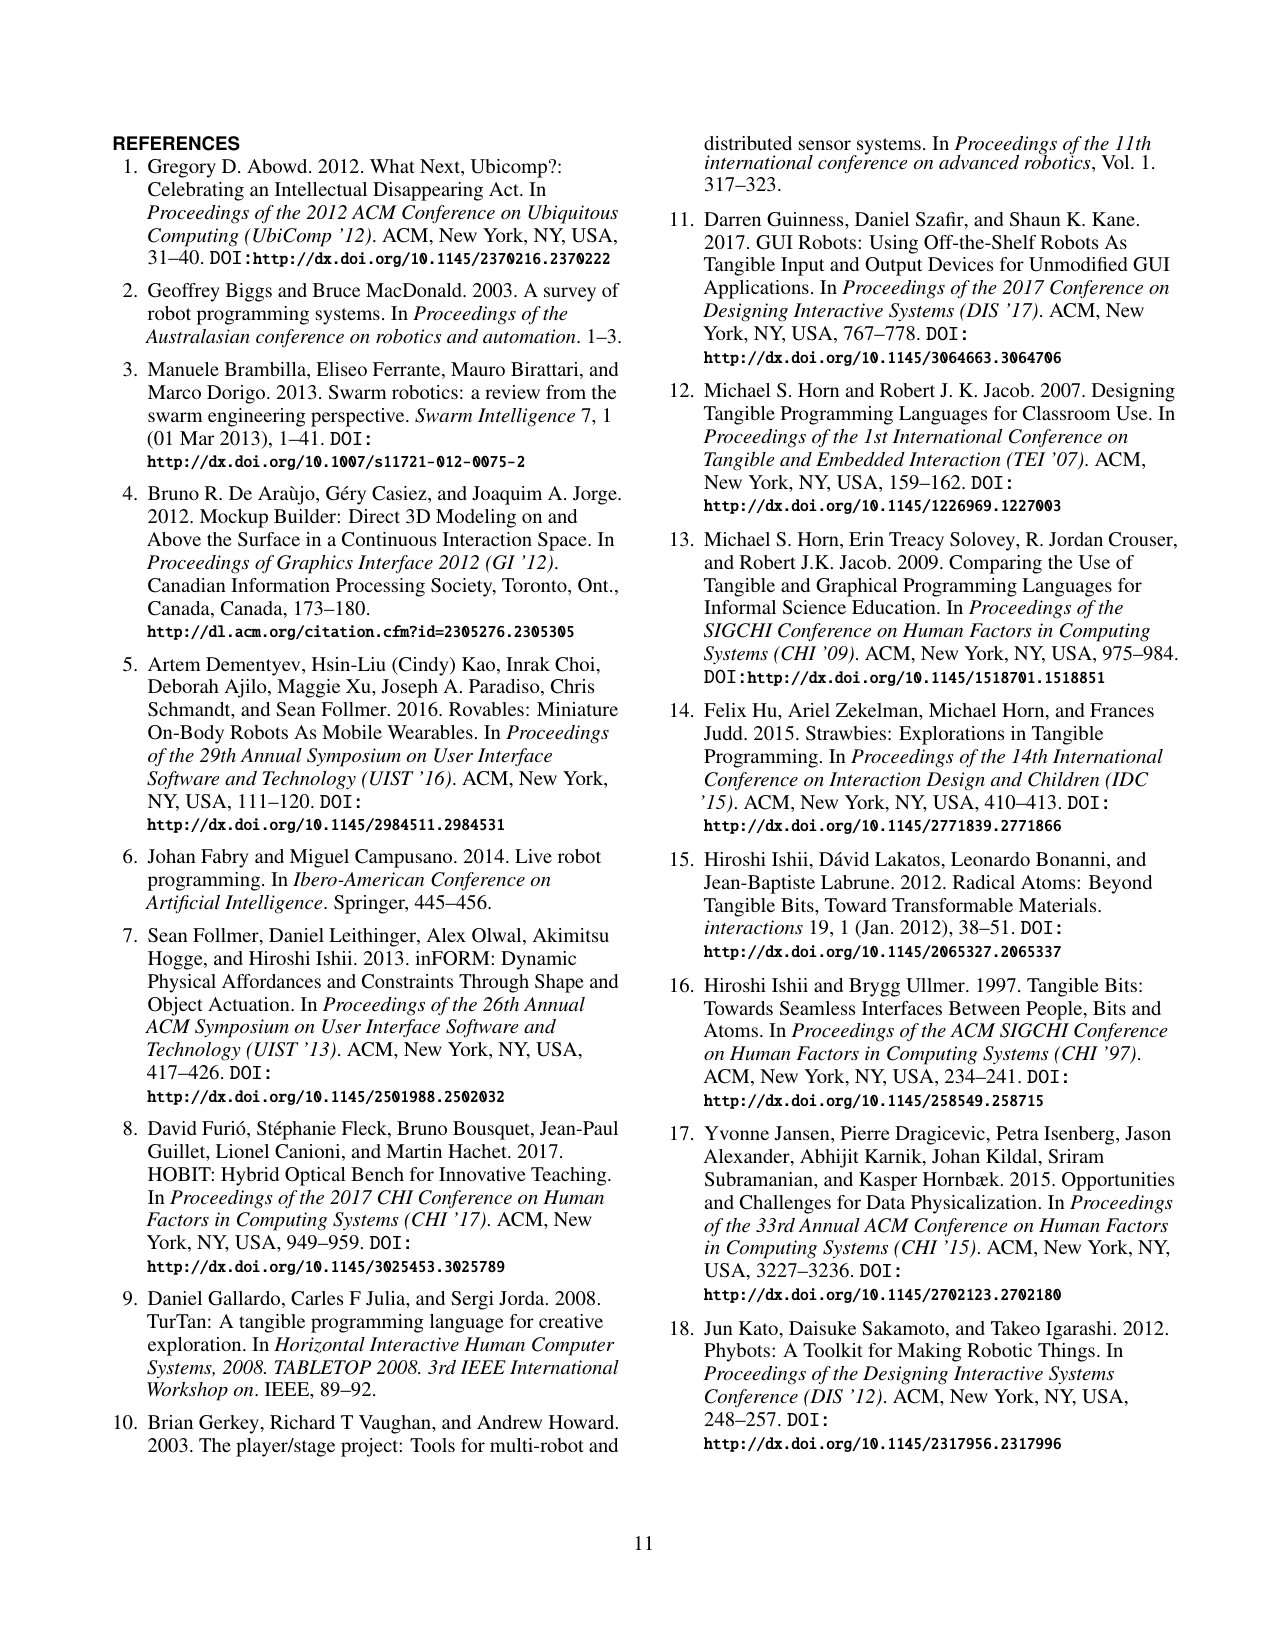 REFERENCES
1. Gregory D. Abowd. 2012. What Next, Ubicomp?:
Celebrating an Intellectual Disappearing Act. In
Proceedings of the 2012 ACM Conference on Ubiquitous
Computing (UbiComp ’12). ACM, New York, NY, USA,
31–40. DOI:http://dx.doi.org/10.1145/2370216.2370222
2. Geoffrey Biggs and Bruce MacDonald. 2003. A survey of
robot programming systems. In Proceedings of the
Australasian conference on robotics and automation. 1–3.
3. Manuele Brambilla, Eliseo Ferrante, Mauro Birattari, and
Marco Dorigo. 2013. Swarm robotics: a review from the
swarm engineering perspective. Swarm Intelligence 7, 1
(01 Mar 2013), 1–41. DOI:
http://dx.doi.org/10.1007/s11721-012-0075-2
4. Bruno R. De Araùjo, Géry Casiez, and Joaquim A. Jorge.
2012. Mockup Builder: Direct 3D Modeling on and
Above the Surface in a Continuous Interaction Space. In
Proceedings of Graphics Interface 2012 (GI ’12).
Canadian Information Processing Society, Toronto, Ont.,
Canada, Canada, 173–180.
http://dl.acm.org/citation.cfm?id=2305276.2305305
5. Artem Dementyev, Hsin-Liu (Cindy) Kao, Inrak Choi,
Deborah Ajilo, Maggie Xu, Joseph A. Paradiso, Chris
Schmandt, and Sean Follmer. 2016. Rovables: Miniature
On-Body Robots As Mobile Wearables. In Proceedings
of the 29th Annual Symposium on User Interface
Software and Technology (UIST ’16). ACM, New York,
NY, USA, 111–120. DOI:
http://dx.doi.org/10.1145/2984511.2984531
6. Johan Fabry and Miguel Campusano. 2014. Live robot
programming. In Ibero-American Conference on
Artificial Intelligence. Springer, 445–456.
7. Sean Follmer, Daniel Leithinger, Alex Olwal, Akimitsu
Hogge, and Hiroshi Ishii. 2013. inFORM: Dynamic
Physical Affordances and Constraints Through Shape and
Object Actuation. In Proceedings of the 26th Annual
ACM Symposium on User Interface Software and
Technology (UIST ’13). ACM, New York, NY, USA,
417–426. DOI:
http://dx.doi.org/10.1145/2501988.2502032
8. David Furió, Stéphanie Fleck, Bruno Bousquet, Jean-Paul
Guillet, Lionel Canioni, and Martin Hachet. 2017.
HOBIT: Hybrid Optical Bench for Innovative Teaching.
In Proceedings of the 2017 CHI Conference on Human
Factors in Computing Systems (CHI ’17). ACM, New
York, NY, USA, 949–959. DOI:
http://dx.doi.org/10.1145/3025453.3025789
9. Daniel Gallardo, Carles F Julia, and Sergi Jorda. 2008.
TurTan: A tangible programming language for creative
exploration. In Horizontal Interactive Human Computer
Systems, 2008. TABLETOP 2008. 3rd IEEE International
Workshop on. IEEE, 89–92.
10. Brian Gerkey, Richard T Vaughan, and Andrew Howard.
2003. The player/stage project: Tools for multi-robot and
distributed sensor systems. In Proceedings of the 11th
international conference on advanced robotics, Vol. 1.
317–323.
11. Darren Guinness, Daniel Szafir, and Shaun K. Kane.
2017. GUI Robots: Using Off-the-Shelf Robots As
Tangible Input and Output Devices for Unmodified GUI
Applications. In Proceedings of the 2017 Conference on
Designing Interactive Systems (DIS ’17). ACM, New
York, NY, USA, 767–778. DOI:
http://dx.doi.org/10.1145/3064663.3064706
12. Michael S. Horn and Robert J. K. Jacob. 2007. Designing
Tangible Programming Languages for Classroom Use. In
Proceedings of the 1st International Conference on
Tangible and Embedded Interaction (TEI ’07). ACM,
New York, NY, USA, 159–162. DOI:
http://dx.doi.org/10.1145/1226969.1227003
13. Michael S. Horn, Erin Treacy Solovey, R. Jordan Crouser,
and Robert J.K. Jacob. 2009. Comparing the Use of
Tangible and Graphical Programming Languages for
Informal Science Education. In Proceedings of the
SIGCHI Conference on Human Factors in Computing
Systems (CHI ’09). ACM, New York, NY, USA, 975–984.
DOI:http://dx.doi.org/10.1145/1518701.1518851
14. Felix Hu, Ariel Zekelman, Michael Horn, and Frances
Judd. 2015. Strawbies: Explorations in Tangible
Programming. In Proceedings of the 14th International
Conference on Interaction Design and Children (IDC
’15). ACM, New York, NY, USA, 410–413. DOI:
http://dx.doi.org/10.1145/2771839.2771866
15. Hiroshi Ishii, Dávid Lakatos, Leonardo Bonanni, and
Jean-Baptiste Labrune. 2012. Radical Atoms: Beyond
Tangible Bits, Toward Transformable Materials.
interactions 19, 1 (Jan. 2012), 38–51. DOI:
http://dx.doi.org/10.1145/2065327.2065337
16. Hiroshi Ishii and Brygg Ullmer. 1997. Tangible Bits:
Towards Seamless Interfaces Between People, Bits and
Atoms. In Proceedings of the ACM SIGCHI Conference
on Human Factors in Computing Systems (CHI ’97).
ACM, New York, NY, USA, 234–241. DOI:
http://dx.doi.org/10.1145/258549.258715
17. Yvonne Jansen, Pierre Dragicevic, Petra Isenberg, Jason
Alexander, Abhijit Karnik, Johan Kildal, Sriram
Subramanian, and Kasper Hornbæk. 2015. Opportunities
and Challenges for Data Physicalization. In Proceedings
of the 33rd Annual ACM Conference on Human Factors
in Computing Systems (CHI ’15). ACM, New York, NY,
USA, 3227–3236. DOI:
http://dx.doi.org/10.1145/2702123.2702180
18. Jun Kato, Daisuke Sakamoto, and Takeo Igarashi. 2012.
Phybots: A Toolkit for Making Robotic Things. In
Proceedings of the Designing Interactive Systems
Conference (DIS ’12). ACM, New York, NY, USA,
248–257. DOI:
http://dx.doi.org/10.1145/2317956.2317996
11